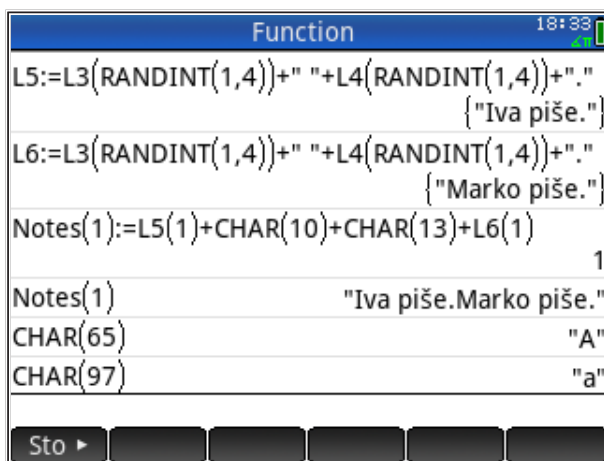 Function 18:33
∡π
L5:=L3(RANDINT(1,4))+" "+L4(RANDINT(1,4))+"."
{"Iva piše."}
L6:=L3(RANDINT(1,4))+" "+L4(RANDINT(1,4))+"."
{"Marko piše."}
Notes(1):=L5(1)+CHAR(10)+CHAR(13)+L6(1)
1
Notes(1) "Iva piše.Marko piše."
CHAR(65) "A"
CHAR(97) "a"
Sto ►